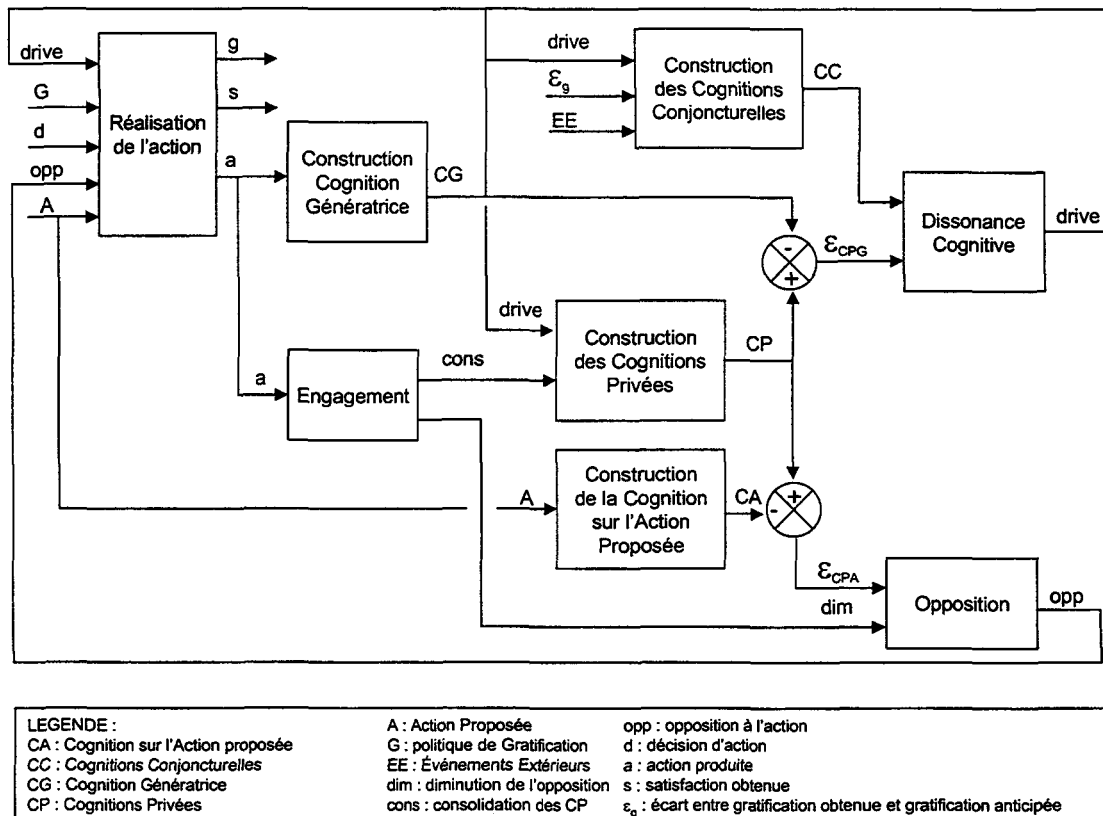 drive
G
d
opp
A
Réalisation
de l'action
g
s
a
Construction
Cognition
Génératrice
CG
drive
εg
EE
Construction
des Cognitions
Conjoncturelles
CC
Dissonance
Cognitive
drive
-
+
εCPG
a
Engagement
cons
drive
Construction
des Cognitions
Privées
CP
A
Construction
de la Cognition
sur l'Action
Proposée
CA
+
-
εCPA
dim
Opposition
opp
LEGENDE :
CA : Cognition sur l'Action proposée
CC : Cognitions Conjoncturelles
CG : Cognition Génératrice
CP : Cognitions Privées
A : Action Proposée
G : politique de Gratification
EE : Événements Extérieurs
dim : diminution de l'opposition
cons : consolidation des CP
opp : opposition à l'action
d : décision d'action
a : action produite
s : satisfaction obtenue
εg : écart entre gratification obtenue et gratification anticipée